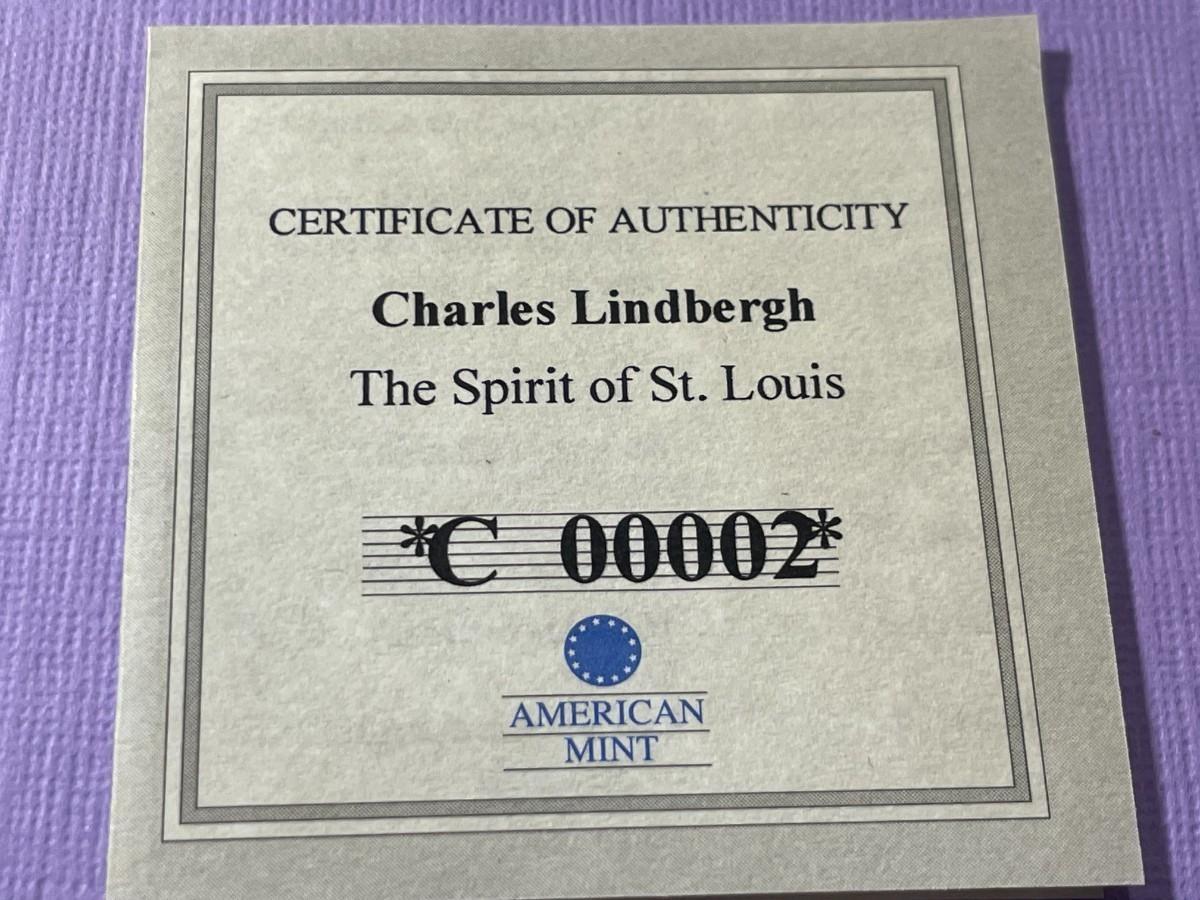 CERTIFICATE OF AUTHENTICITY
Charles Lindbergh
The Spirit of St. Louis
*C 00002*
AMERICAN
MINT